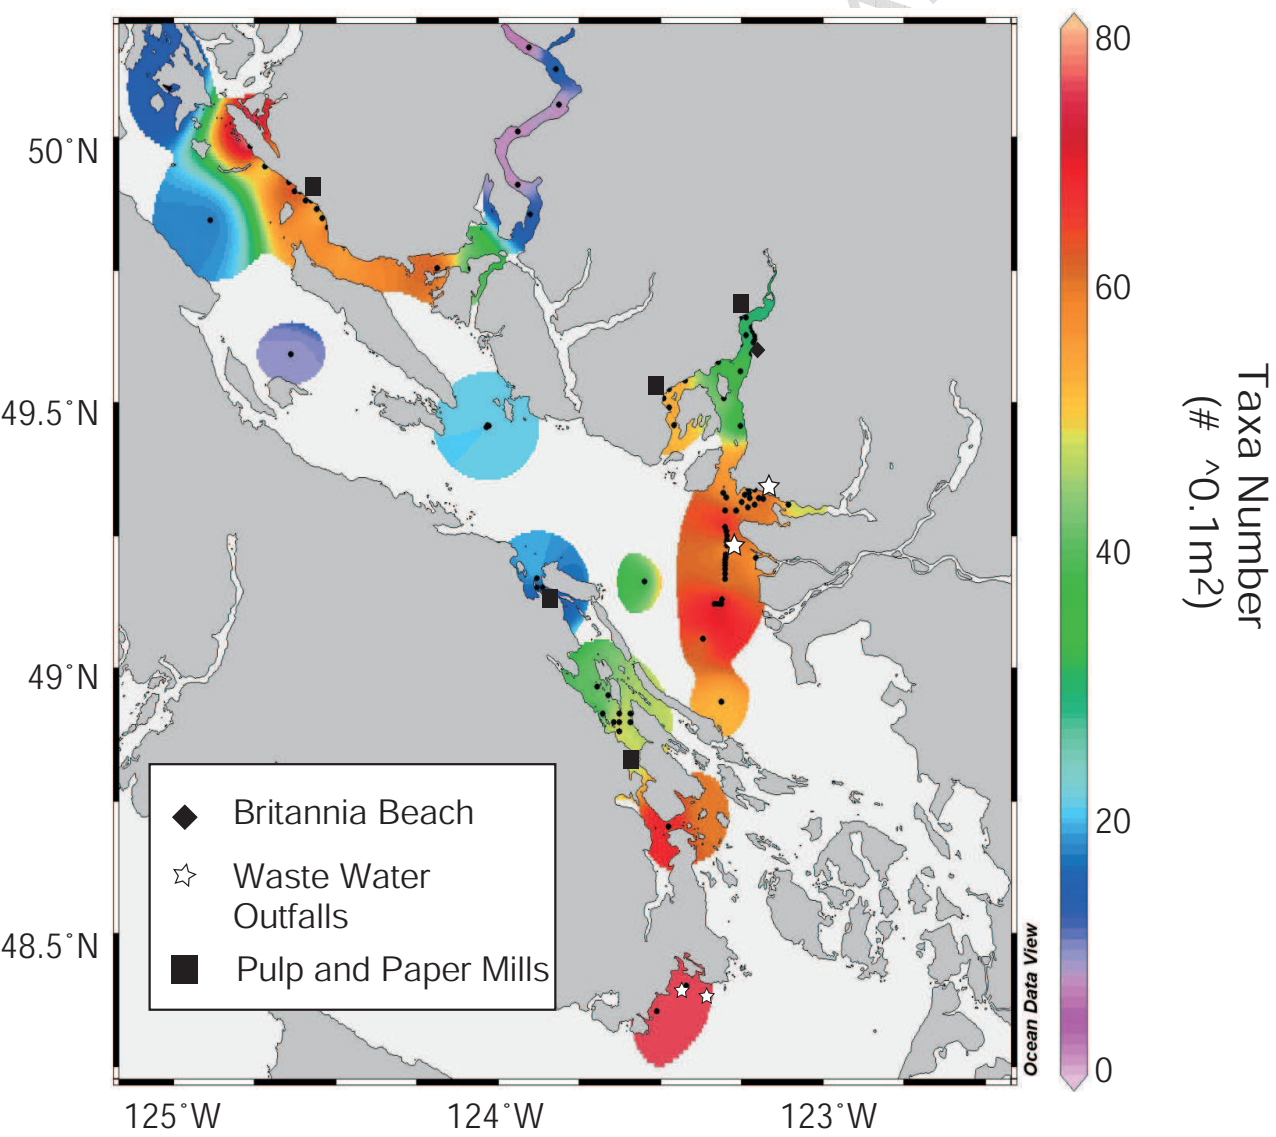 50˚N
49.5˚N
49˚N
48.5˚N
125˚W
124˚W
123˚W
Britannia Beach
Waste Water
Outfalls
Pulp and Paper Mills
Ocean Data View
80
60
40
20
0
Taxa Number
(# ^0.1m²)